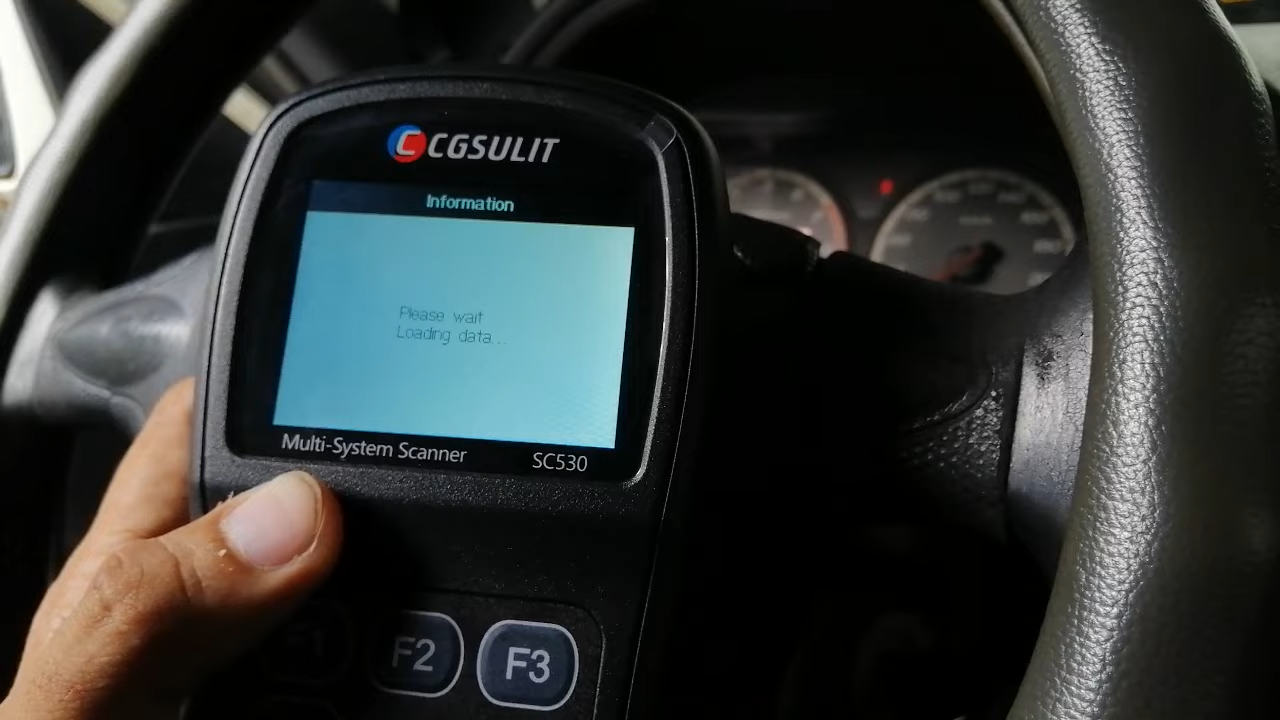 CGSULIT
Information
Please wait
Loading data...
Multi-System Scanner SC530
F2 F3